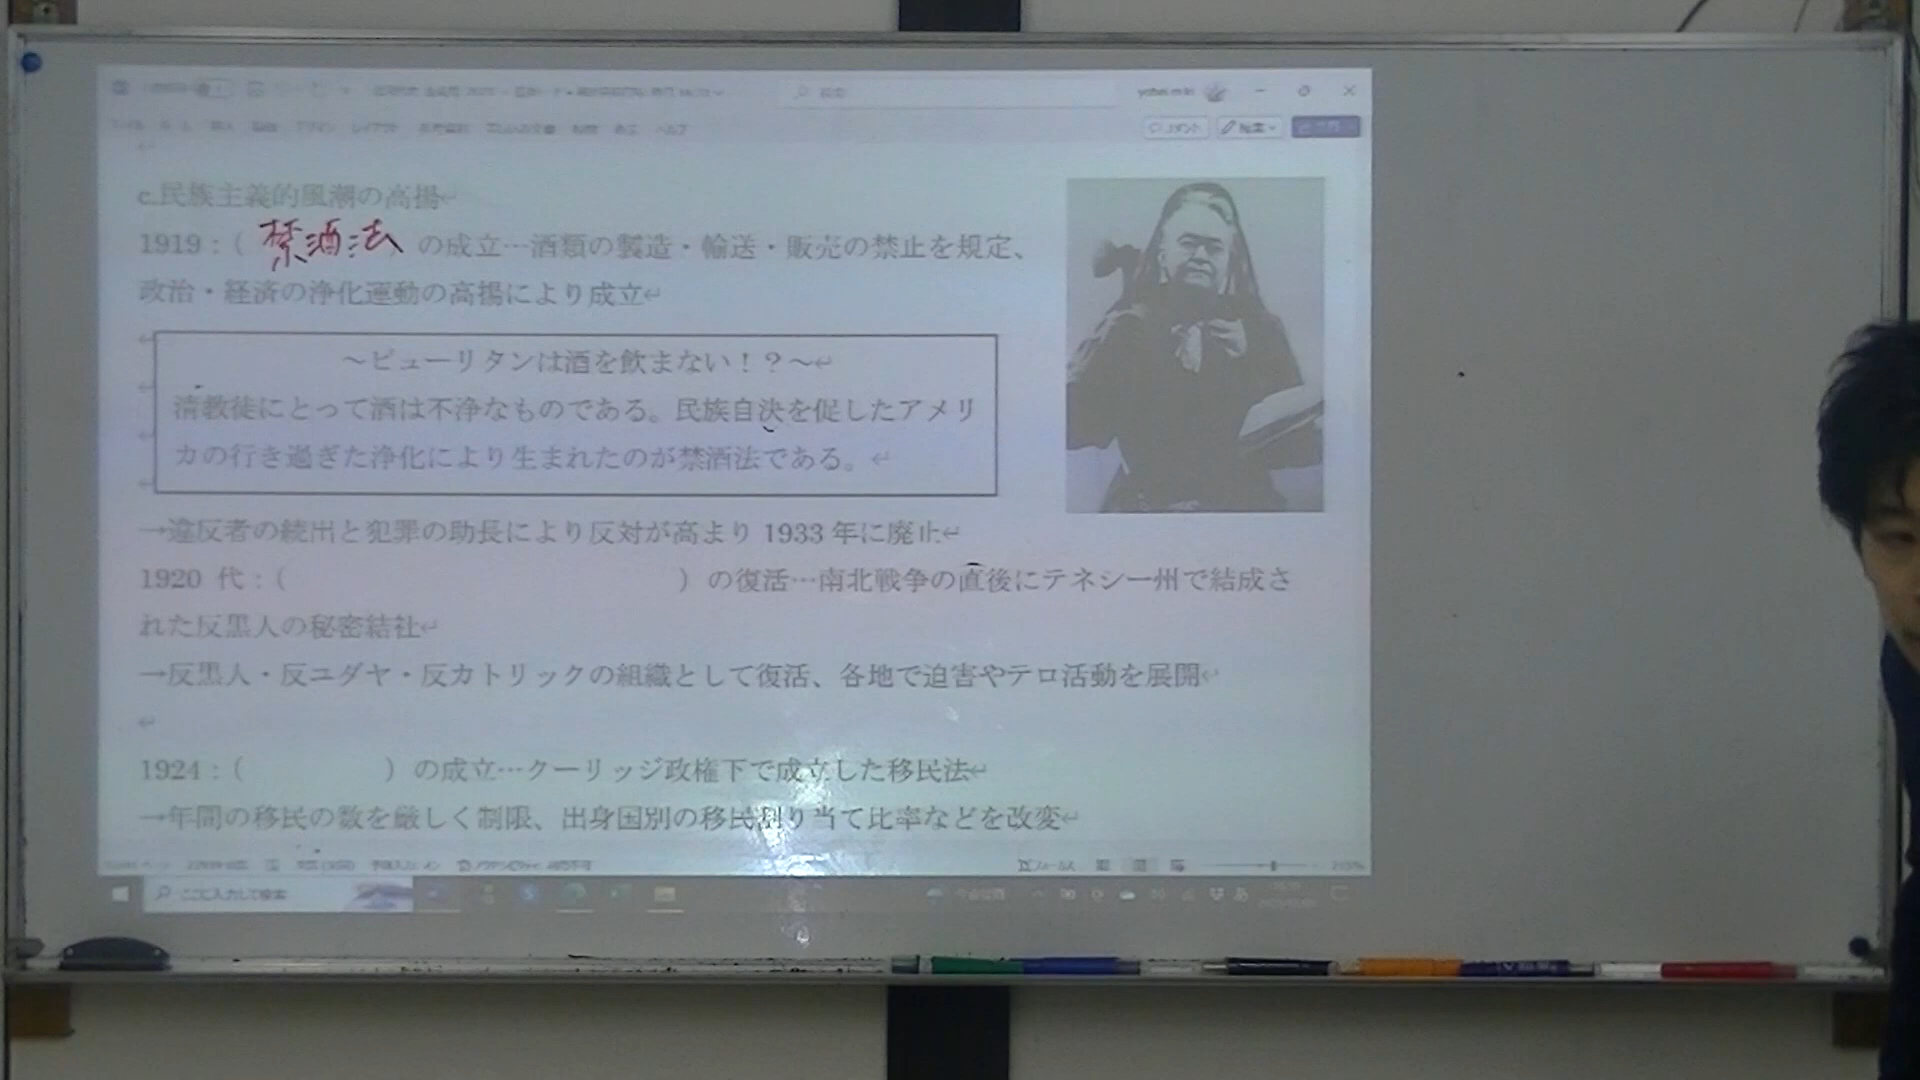 c.民族主義的風潮の高揚
1919：( 禁酒法 の成立…酒類の製造・輸送・販売の禁止を規定、
政治・経済の浄化運動の高揚により成立
～ピューリタンは酒を飲まない！？～
清教徒にとって酒は不浄なものである。民族自決を促したアメリ
カの行き過ぎた浄化により生まれたのが禁酒法である。
→違反者の続出と犯罪の助長により反対が高まり 1933 年に廃止
1920 代：( ) の復活…南北戦争の直後にテネシー州で結成さ
れた反黒人の秘密結社
→反黒人・反ユダヤ・反カトリックの組織として復活、各地で迫害やテロ活動を展開
1924：( ) の成立…クーリッジ政権下で成立した移民法
→年間の移民の数を厳しく制限、出身国別の移民割り当て比率などを改変
ここに入力して検索